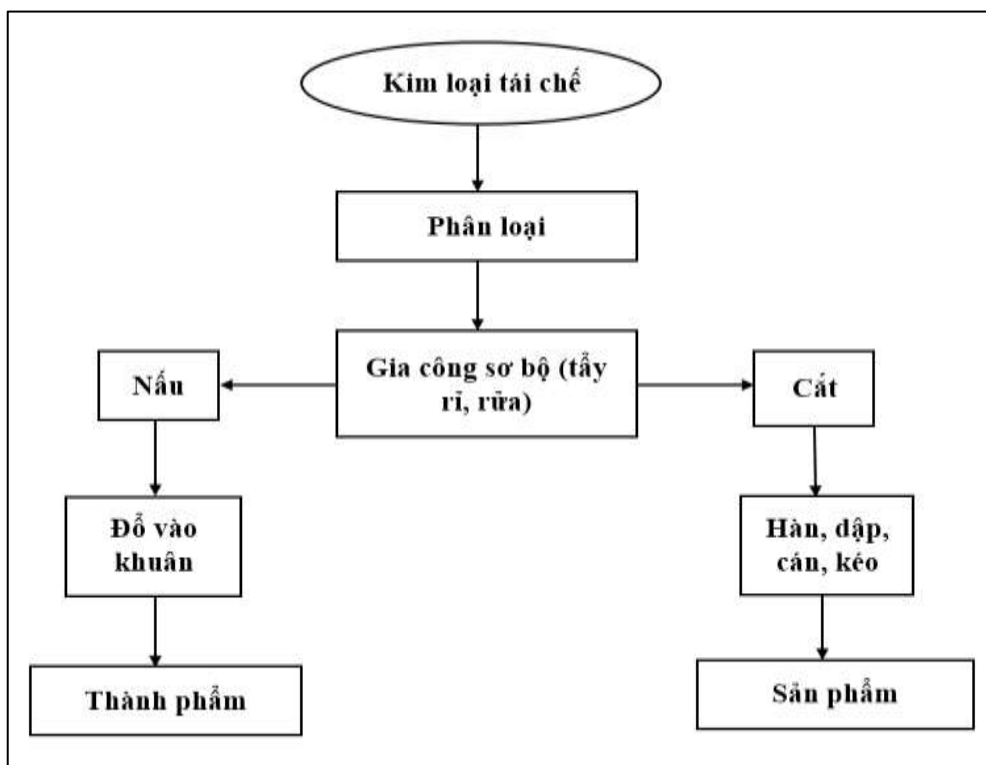 Kim loại tái chế
Phân loại
Gia công sơ bộ (tẩy
rỉ, rửa)
Nấu
Cắt
Đổ vào
khuân
Hàn, dập,
cán, kéo
Thành phẩm
Sản phẩm